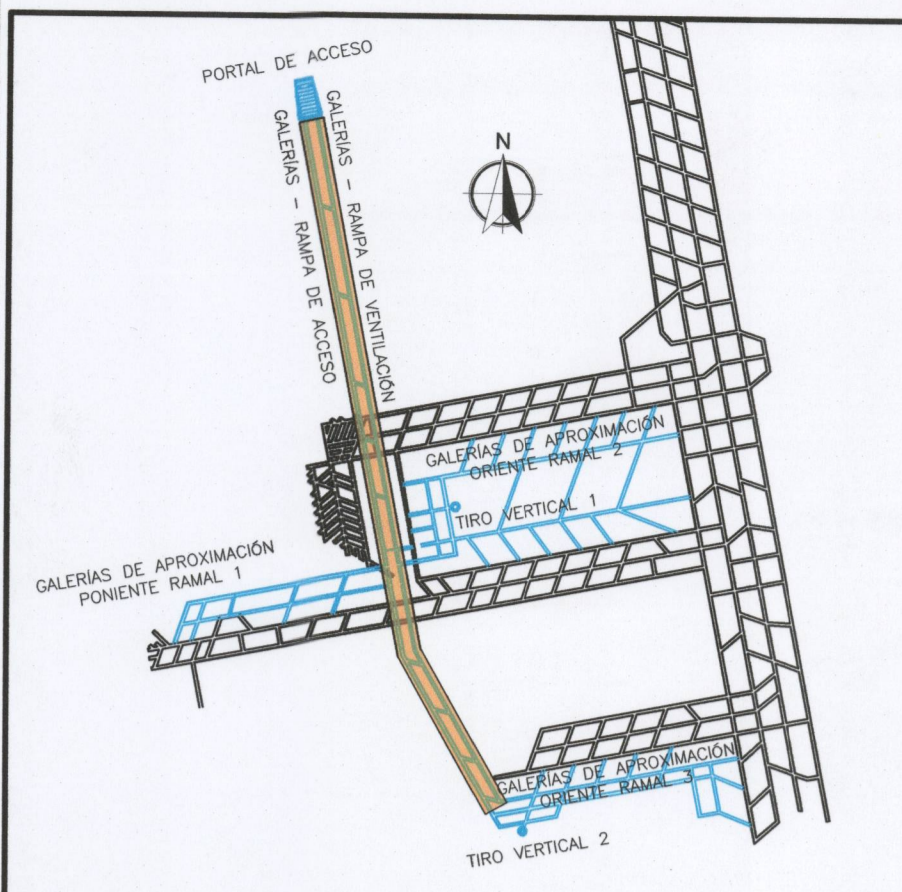 PORTAL DE ACCESO
GALERÍAS – RAMPA DE VENTILACIÓN
GALERÍAS – RAMPA DE ACCESO
N
GALERÍAS DE APROXIMACIÓN
ORIENTE RAMAL 2
TIRO VERTICAL 1
GALERÍAS DE APROXIMACIÓN
PONIENTE RAMAL 1
GALERÍAS DE APROXIMACIÓN
ORIENTE RAMAL 3
TIRO VERTICAL 2